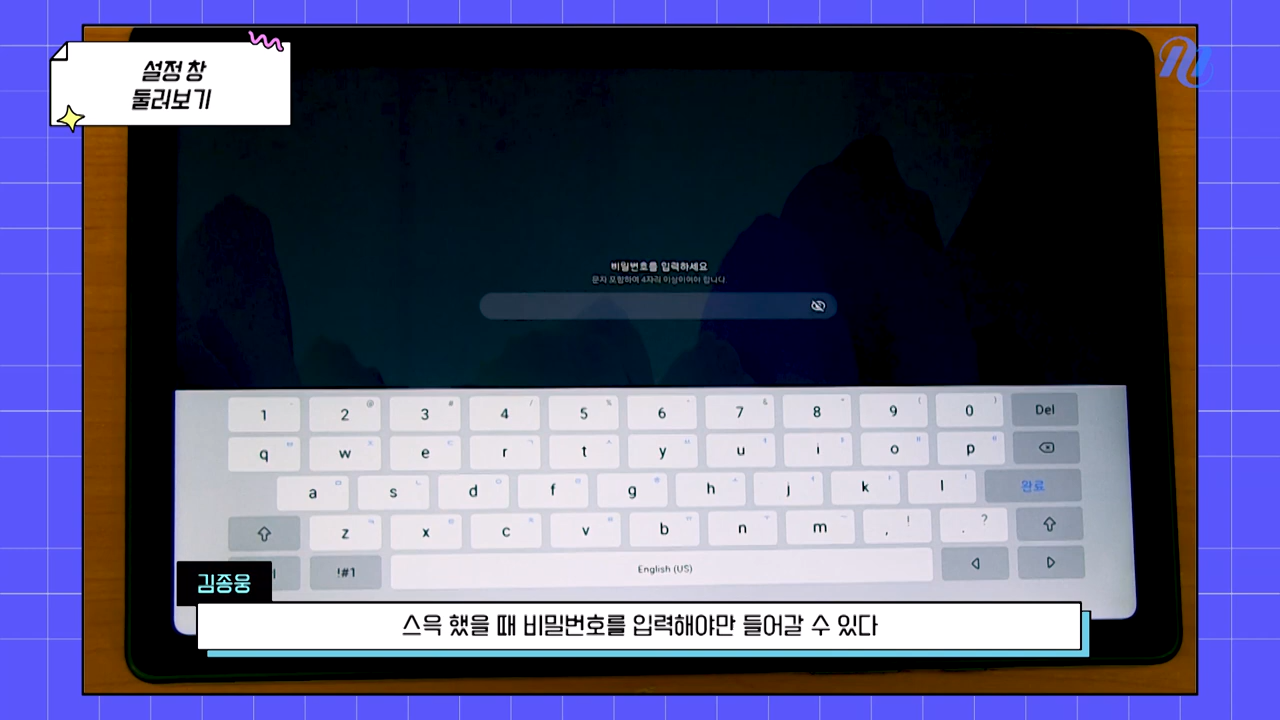 설정 창
둘러보기
비밀번호를 입력하세요
문자 포함하여 4자리 이상이어야 합니다.
1 2 3 4 5 6 7 8 9 0 Del
q w e r t y u i o p
a s d f g h j k l 완료
z x c v b n m , ! . ?
!#1 English (US)
김종웅
스윽 했을 때 비밀번호를 입력해야만 들어갈 수 있다